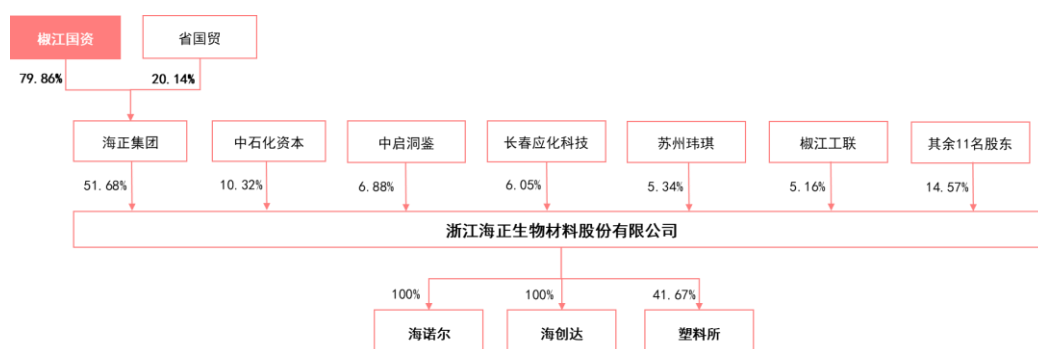 椒江国资
省国贸
79.86%
20.14%
海正集团
中石化资本
中启洞鉴
长春应化科技
苏州玮琪
椒江工联
其余11名股东
51.68%
10.32%
6.88%
6.05%
5.34%
5.16%
14.57%
浙江海正生物材料股份有限公司
100%
100%
41.67%
海诺尔
海创达
塑料所